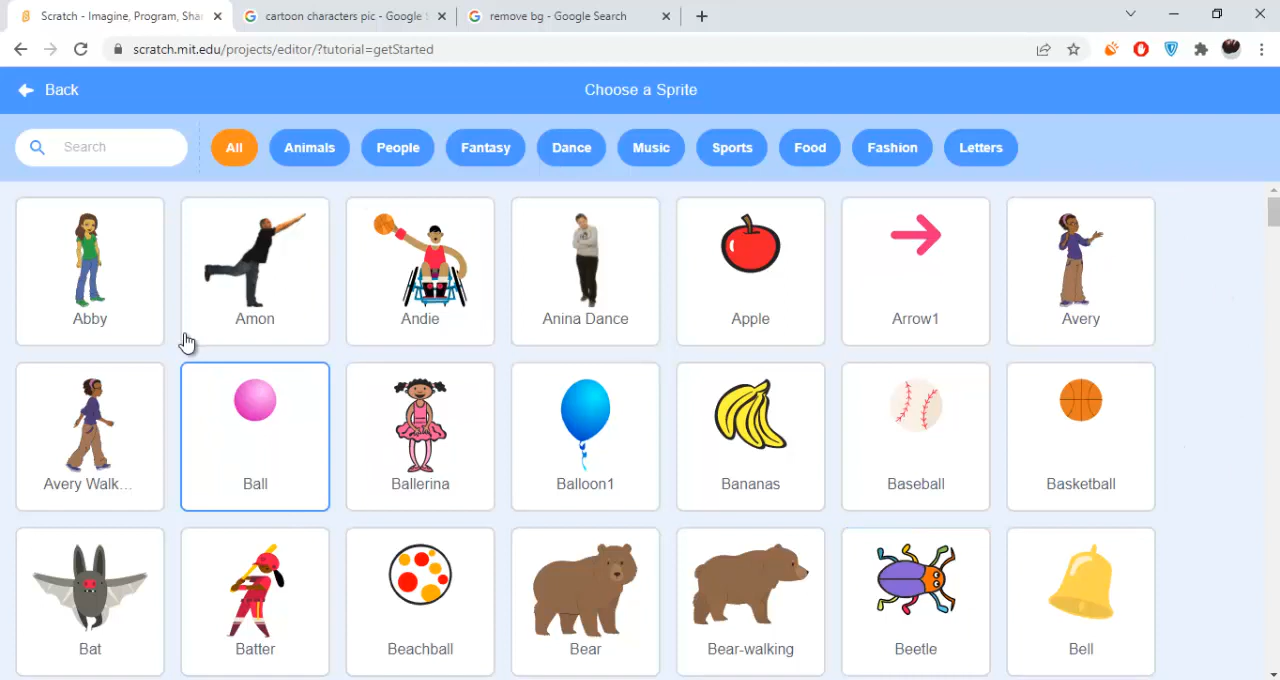 Scratch - Imagine, Program, Shar
cartoon characters pic - Google S
remove bg - Google Search
scratch.mit.edu/projects/editor/?tutorial=getStarted
Back
Choose a Sprite
Search
All
Animals
People
Fantasy
Dance
Music
Sports
Food
Fashion
Letters
Abby
Amon
Andie
Anina Dance
Apple
Arrow1
Avery
Avery Walk...
Ball
Ballerina
Balloon1
Bananas
Baseball
Basketball
Bat
Batter
Beachball
Bear
Bear-walking
Beetle
Bell